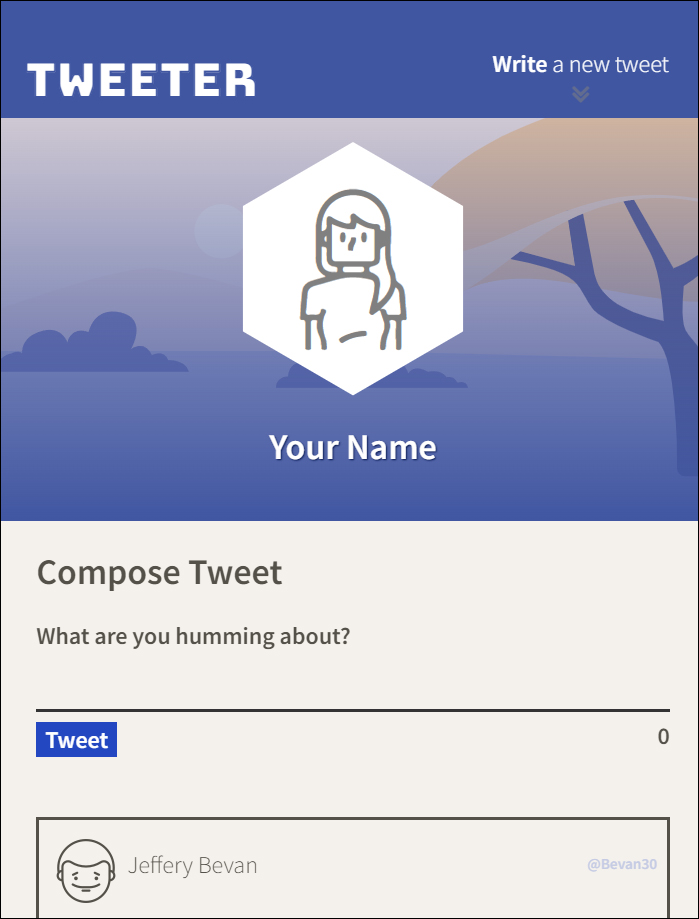 TWEETER
Write a new tweet
Your Name
Compose Tweet
What are you humming about?
Tweet
0
Jeffery Bevan
@Bevan30